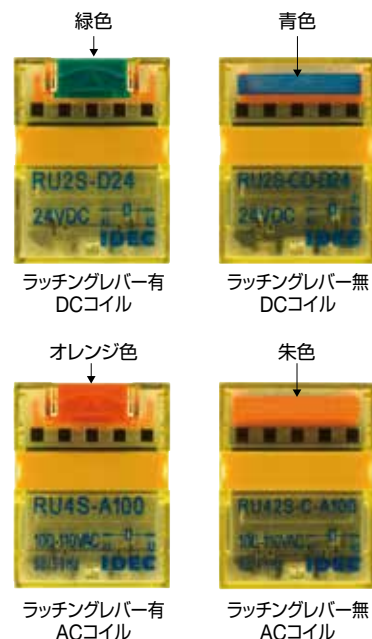 緑色
青色
RU2S-D24
24VDC
IDEC
RU2S-CD-D24
24VDC
IDEC
ラッチングレバー有
DCコイル
ラッチングレバー無
DCコイル
オレンジ色
朱色
RU4S-A100
100-110VAC
IDEC
RU42S-C-A100
100-110VAC
IDEC
ラッチングレバー有
ACコイル
ラッチングレバー無
ACコイル